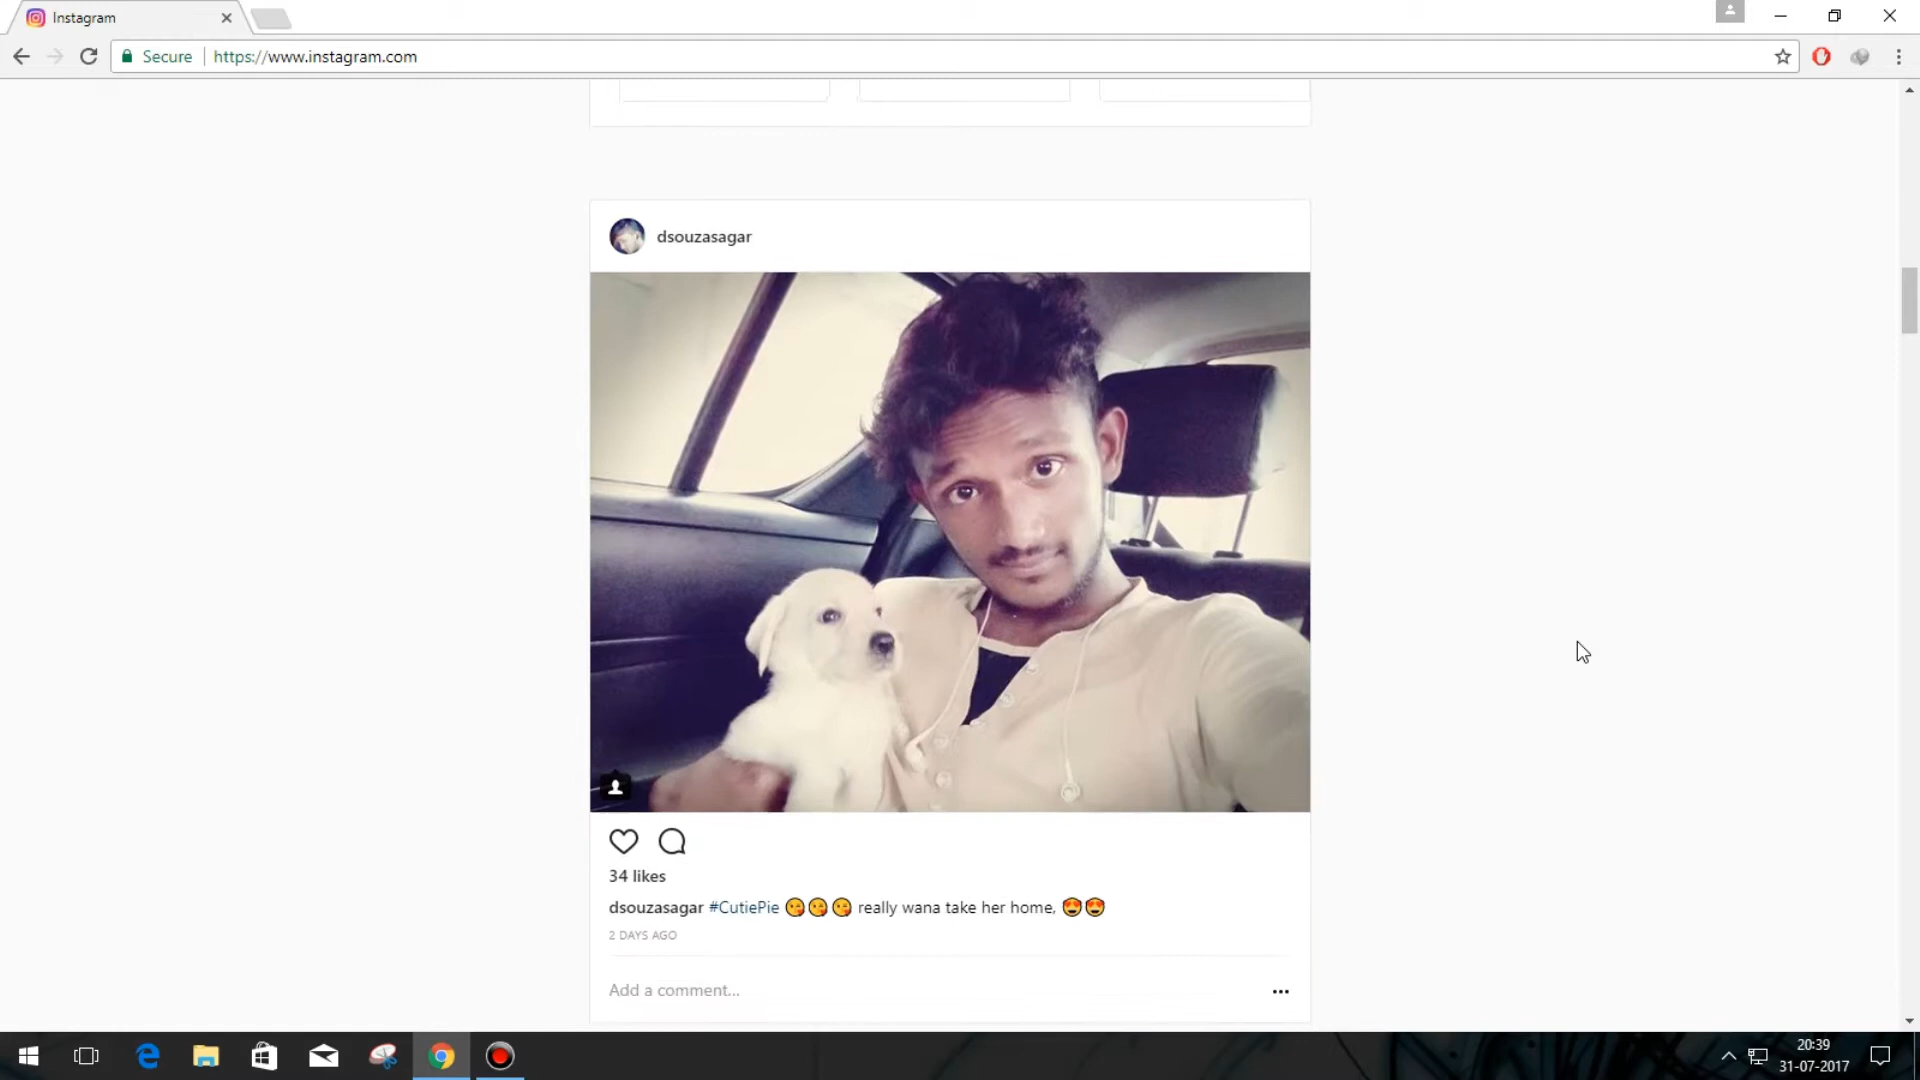 Instagram
Secure
https://www.instagram.com
dsouzasagar
34 likes
dsouzasagar #CutiePie 😘😘😘 really wana take her home, 😍😍
2 DAYS AGO
Add a comment...
20:39
31-07-2017